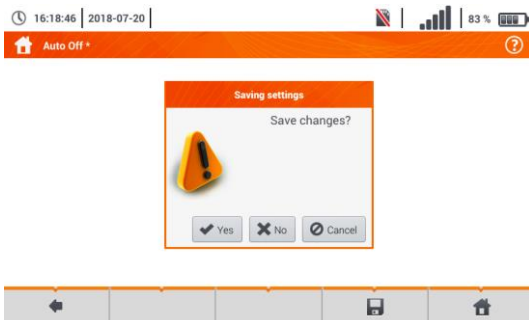 16:18:46 2018-07-20 83 %
Auto Off *
Saving settings
Save changes?
Yes No Cancel